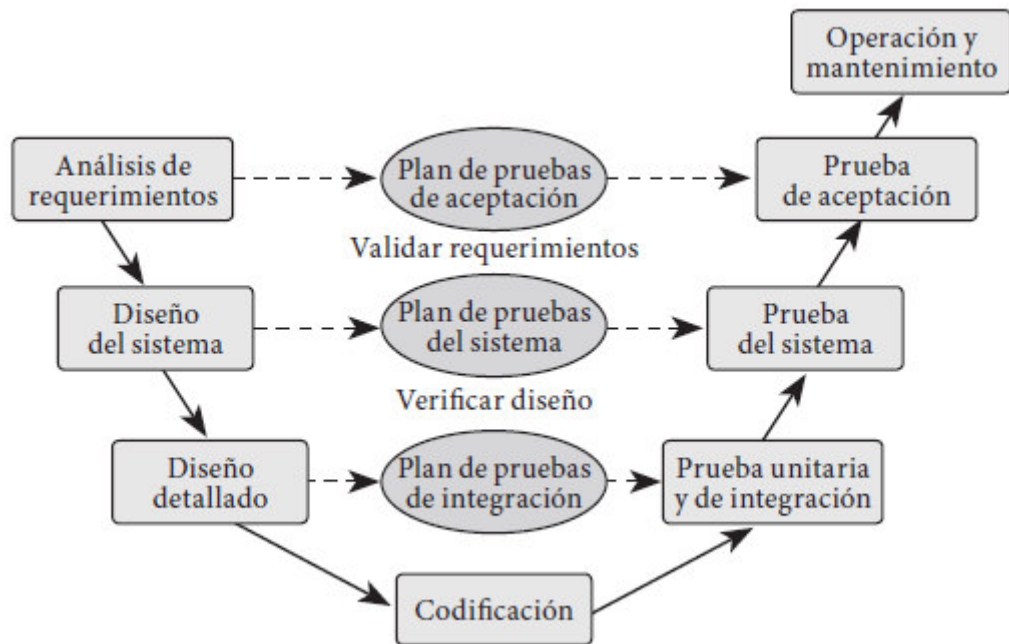 Operación y
mantenimiento
Análisis de
requerimientos
Plan de pruebas
de aceptación
Prueba
de aceptación
Validar requerimientos
Diseño
del sistema
Plan de pruebas
del sistema
Prueba
del sistema
Verificar diseño
Diseño
detallado
Plan de pruebas
de integración
Prueba unitaria
y de integración
Codificación